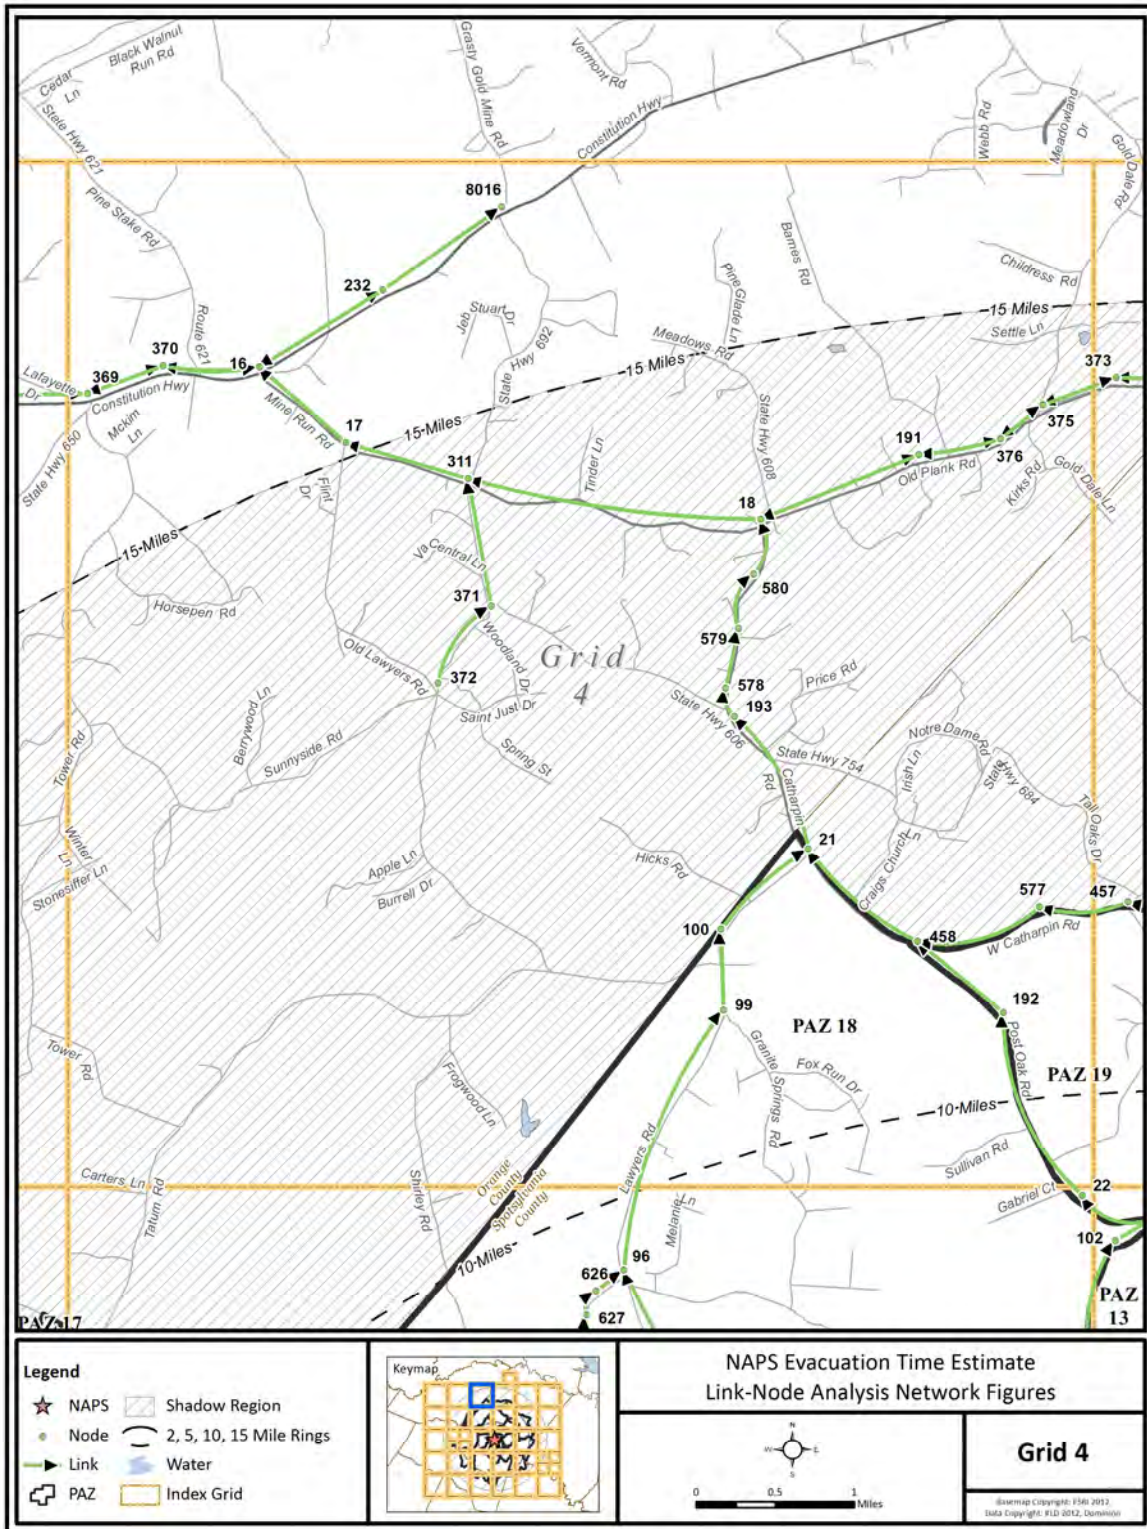 Cedar Ln
Black Walnut
Run Rd
State Hwy 621
Grasty Gold Mine Rd
Vermont Rd
Constitution Hwy
Webb Rd
Meadowland
Dr
Gold Dale Rd
Pine Stake Rd
8016
Barnes Rd
Childress Rd
232
Jeb
Stuart Dr
Pine Glade Ln
15 Miles
Settle Ln
Route 621
State Hwy 692
Meadows Rd
370
16
15 Miles
373
Lafayette
Dr
369
Constitution Hwy
Mckim
Ln
Mine Run Rd
375
State Hwy 650
17
15-Miles
Tinder Ln
State Hwy 608
191
376
Old Plank Rd
Kirks Rd
Gold Dale Ln
311
Flint
Dr
18
15-Miles
Va Central Ln
580
371
Horsepen Rd
Woodland Dr
579
Grid
4
Old Lawyers Rd
372
578
Price Rd
Saint Just Dr
State Hwy 606
193
Berrywood Ln
Notre Dame Rd
Tower Rd
Sunnyside Rd
Spring St
Catharpin
Rd
State Hwy 754
Irish Ln
State Hwy 684
Tall Oaks Dr
Winter
Ln
21
Craigs Church
Ln
Apple Ln
Hicks Rd
Stonesiffer Ln
Burrell Dr
577
457
100
458
W Catharpin Rd
99
192
PAZ 18
Post Oak Rd
Tower
Rd
Granite Springs Rd
Fox Run Dr
PAZ 19
Frogwood Ln
10-Miles
Lawyers Rd
Sullivan Rd
Carters Ln
Tatum Rd
Shirley Rd
Orange
County
Spotsylvania
County
Gabriel Ct
22
Melanie Ln
102
10-Miles
96
626
627
PAZ
13
PAZ 17
Legend
NAPS
Shadow Region
Node
2, 5, 10, 15 Mile Rings
Link
Water
PAZ
Index Grid
Keymap
NAPS Evacuation Time Estimate
Link-Node Analysis Network Figures
N
W
E
S
0
0.5
1
Miles
Grid 4
Basemap Copyright: ESRI 2012
Data Copyright: KLD 2012, Dominion